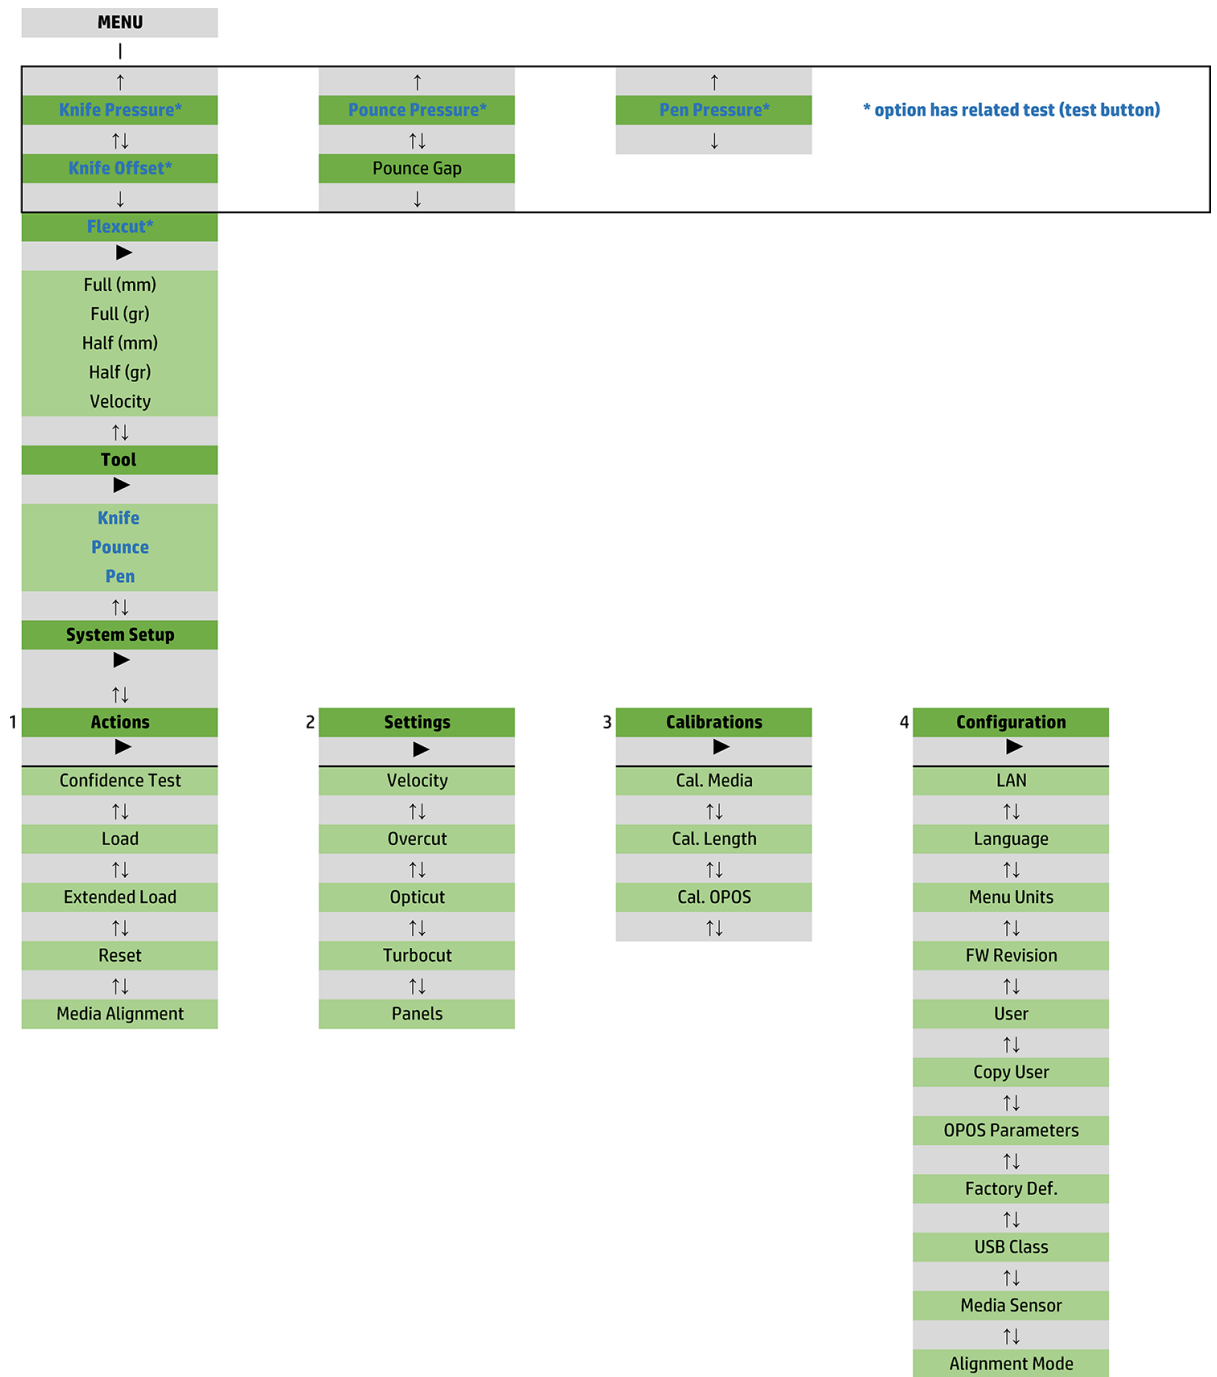 MENU
↑ ↑ ↑
Knife Pressure* Pounce Pressure* Pen Pressure* * option has related test (test button)
↑↓ ↑↓ ↓
Knife Offset* Pounce Gap
↓ ↓
Flexcut*
►
Full (mm)
Full (gr)
Half (mm)
Half (gr)
Velocity
↑↓
Tool
►
Knife
Pounce
Pen
↑↓
System Setup
►
↑↓
1 Actions 2 Settings 3 Calibrations 4 Configuration
► ► ► ►
Confidence Test Velocity Cal. Media LAN
↑↓ ↑↓ ↑↓ ↑↓
Load Overcut Cal. Length Language
↑↓ ↑↓ ↑↓ ↑↓
Extended Load Opticut Cal. OPOS Menu Units
↑↓ ↑↓ ↑↓ ↑↓
Reset Turbocut FW Revision
↑↓ ↑↓ ↑↓
Media Alignment Panels User
↑↓
Copy User
↑↓
OPOS Parameters
↑↓
Factory Def.
↑↓
USB Class
↑↓
Media Sensor
↑↓
Alignment Mode